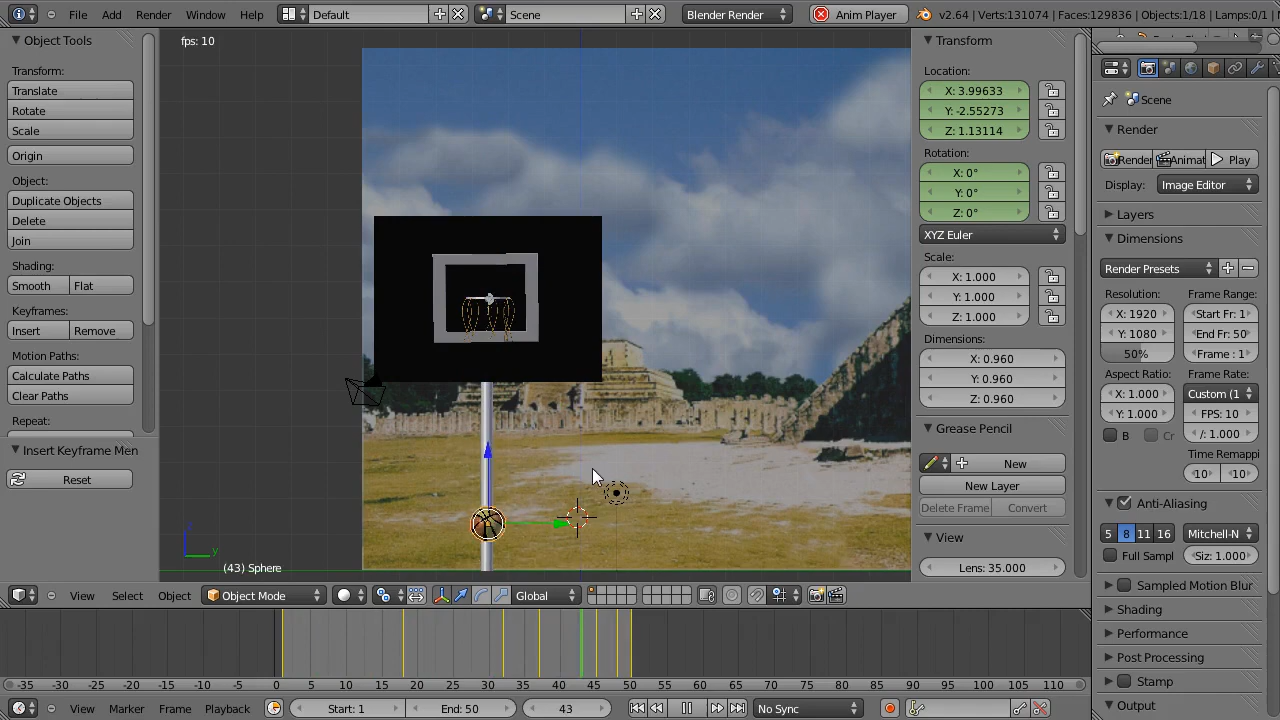 File Add Render Window Help Default Scene Blender Render Anim Player v2.64 | Verts:131074 | Faces:129836 | Objects:1/18 | Lamps:0/1
Object Tools
Transform:
Translate
Rotate
Scale
Origin
Object:
Duplicate Objects
Delete
Join
Shading:
Smooth Flat
Keyframes:
Insert Remove
Motion Paths:
Calculate Paths
Clear Paths
Repeat:
Insert Keyframe Men
Reset
fps: 10
y
(43) Sphere
Transform
Location:
X: 3.99633
Y: -2.55273
Z: 1.13114
Rotation:
X: 0°
Y: 0°
Z: 0°
XYZ Euler
Scale:
X: 1.000
Y: 1.000
Z: 1.000
Dimensions:
X: 0.960
Y: 0.960
Z: 0.960
Grease Pencil
New
New Layer
Delete Frame Convert
View
Lens: 35.000
Scene
Render
Render Animat Play
Display: Image Editor
Layers
Dimensions
Render Presets
Resolution: Frame Range:
X: 1920 Start Fr: 1
Y: 1080 End Fr: 50
50% Frame : 1
Aspect Ratio: Frame Rate:
X: 1.000 Custom (1
Y: 1.000 FPS: 10
B Cr /: 1.000
Time Remappi
10 10
Anti-Aliasing
5 8 11 16 Mitchell-N
Full Sampl Siz: 1.000
Sampled Motion Blur
Shading
Performance
Post Processing
Stamp
Output
View Select Object Object Mode Global
-35 -30 -25 -20 -15 -10 -5 0 5 10 15 20 25 30 35 40 45 50 55 60 65 70 75 80 85 90 95 100 105 110
View Marker Frame Playback Start: 1 End: 50 43 No Sync